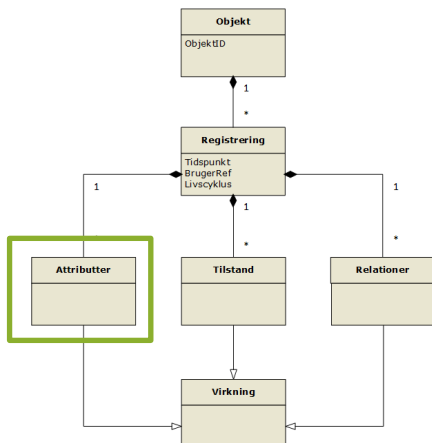 Objekt
ObjektID
1
*
Registrering
Tidspunkt
BrugerRef
Livscyklus
1
1
1
*
*
Attributter
Tilstand
Relationer
Virkning